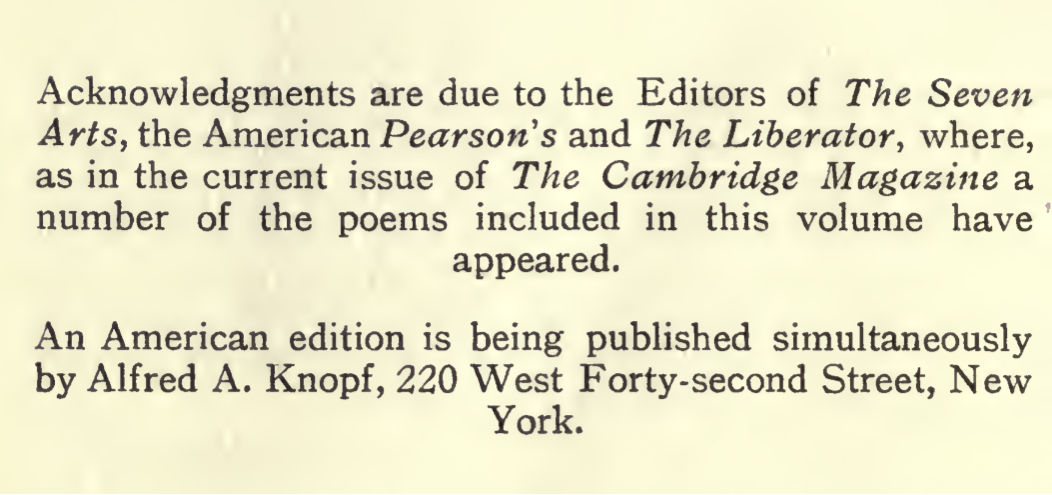 Acknowledgments are due to the Editors of The Seven
Arts, the American Pearson's and The Liberator, where,
as in the current issue of The Cambridge Magazine a
number of the poems included in this volume have
appeared.
An American edition is being published simultaneously
by Alfred A. Knopf, 220 West Forty-second Street, New
York.